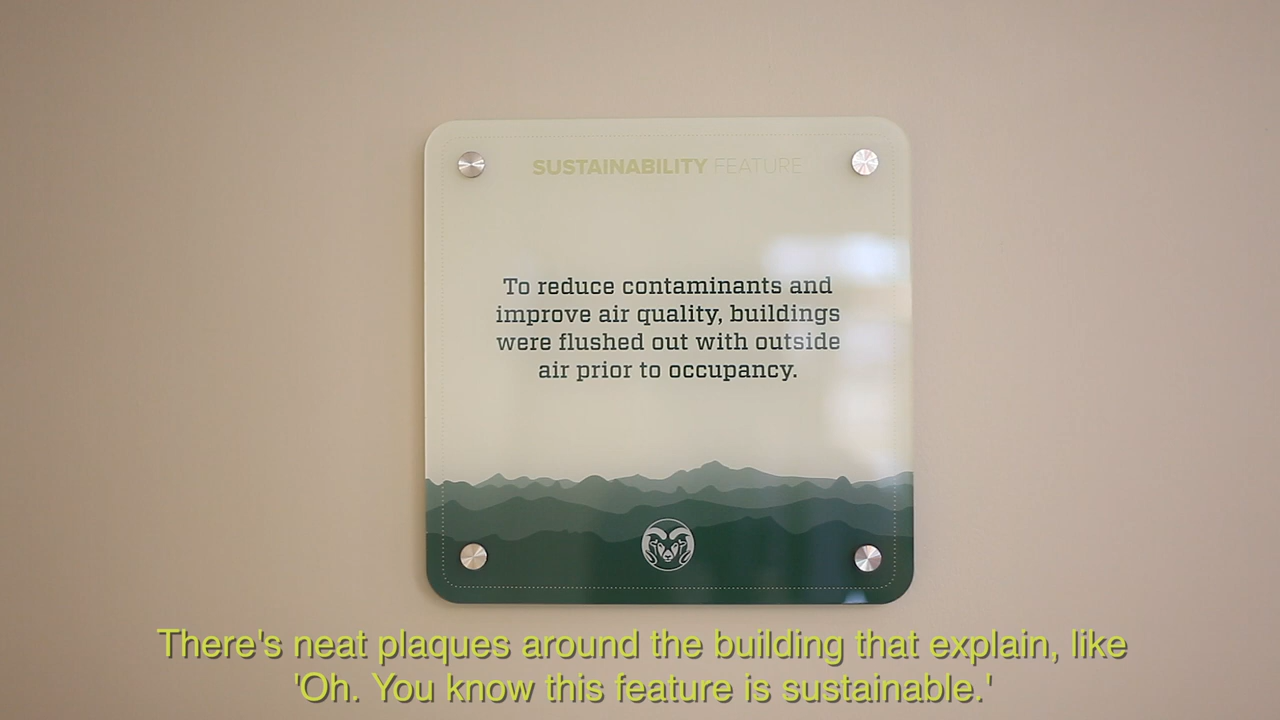 SUSTAINABILITY FEATURE
To reduce contaminants and
improve air quality, buildings
were flushed out with outside
air prior to occupancy.
There's neat plaques around the building that explain, like
'Oh. You know this feature is sustainable.'